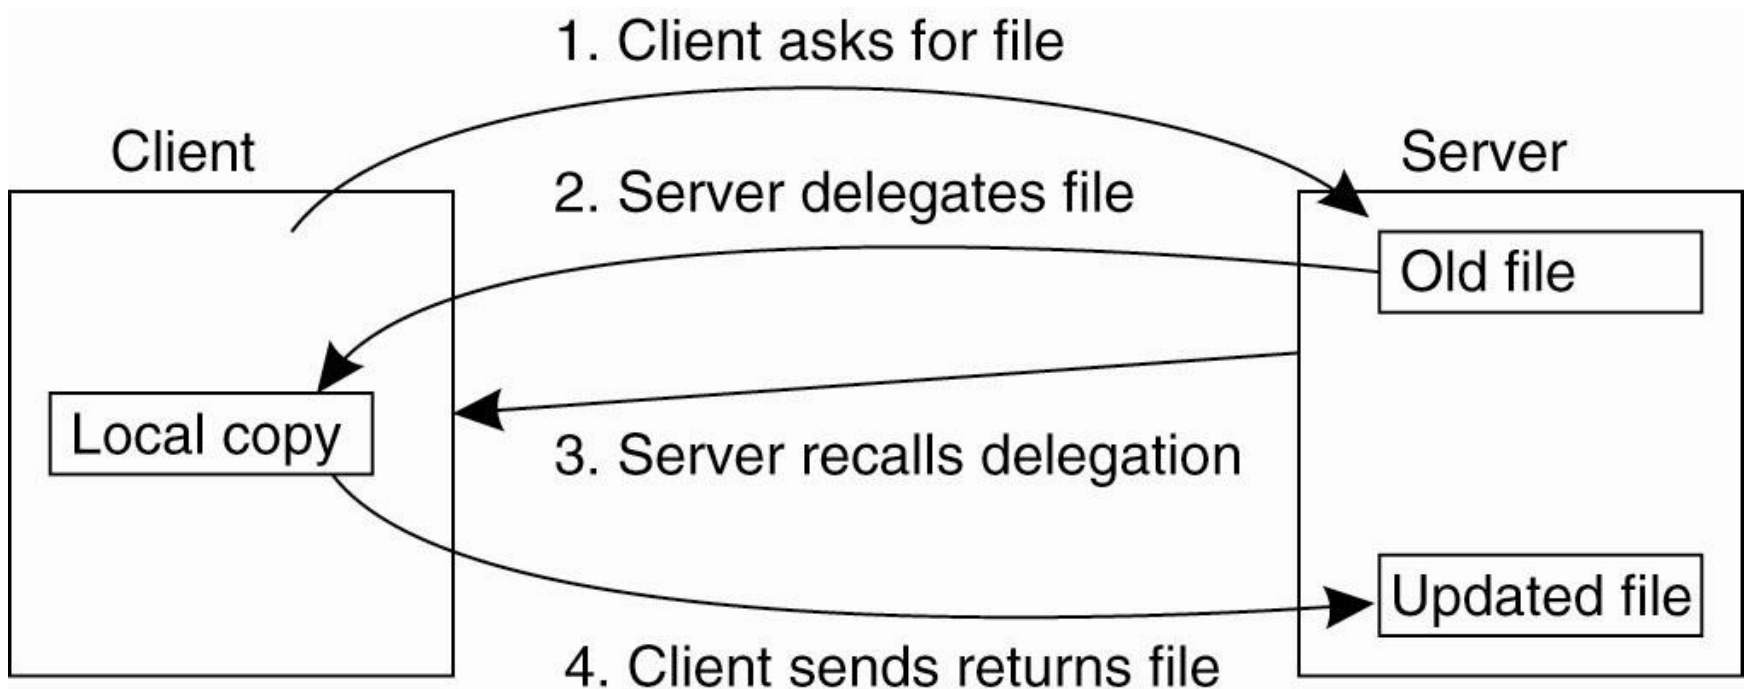 1. Client asks for file
Client
Server
2. Server delegates file
Old file
Local copy
3. Server recalls delegation
Updated file
4. Client sends returns file